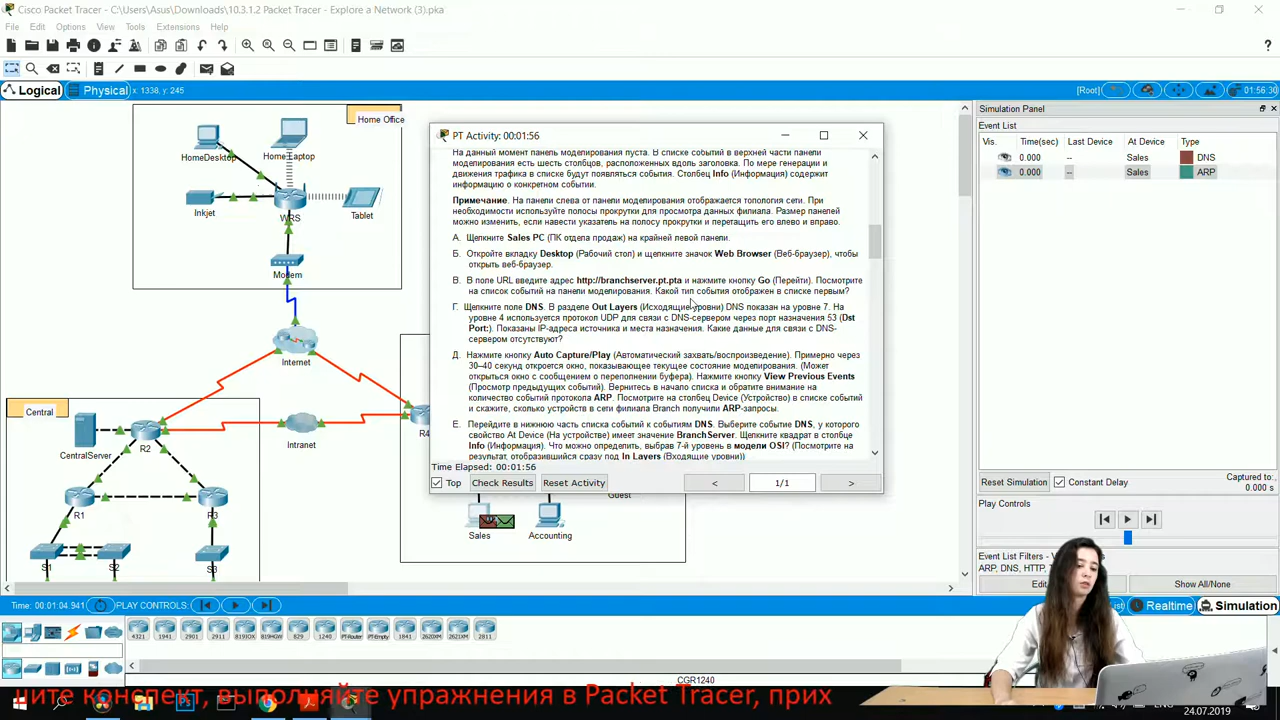 Cisco Packet Tracer - C:\Users\Asus\Downloads\10.3.1.2 Packet Tracer - Explore a Network (3).pka
File Edit Options View Tools Extensions Help
Logical Physical x: 1338, y: 245 [Root] 01:56:30
Home Office
HomeDesktop
Home Laptop
Inkjet
WRS
Tablet
Modem
Internet
Central
CentralServer
R2
Intranet
R4
R1
R3
S1
S2
S3
Guest
Sales
Accounting
PT Activity: 00:01:56
На данный момент панель моделирования пуста. В списке событий в верхней части панели
моделирования есть шесть столбцов, расположенных вдоль заголовка. По мере генерации и
движения трафика в списке будут появляться события. Столбец Info (Информация) содержит
информацию о конкретном событии.
Примечание. На панели слева от панели моделирования отображается топология сети. При
необходимости используйте полосы прокрутки для просмотра данных филиала. Размер панелей
можно изменить, если навести указатель на полосу прокрутки и перетащить его влево и вправо.
А. Щелкните Sales PC (ПК отдела продаж) на крайней левой панели.
Б. Откройте вкладку Desktop (Рабочий стол) и щелкните значок Web Browser (Веб-браузер), чтобы
открыть веб-браузер.
В. В поле URL введите адрес http://branchserver.pt.pta и нажмите кнопку Go (Перейти). Посмотрите
на список событий на панели моделирования. Какой тип события отображен в списке первым?
Г. Щелкните поле DNS. В разделе Out Layers (Исходящие уровни) DNS показан на уровне 7. На
уровне 4 используется протокол UDP для связи с DNS-сервером через порт назначения 53 (Dst
Port:). Показаны IP-адреса источника и места назначения. Какие данные для связи с DNS-
сервером отсутствуют?
Д. Нажмите кнопку Auto Capture/Play (Автоматический захвать/воспроизведение). Примерно через
30–40 секунд откроется окно, показывающее текущее состояние моделирования. (Может
открыться окно с сообщением о переполнении буфера). Нажмите кнопку View Previous Events
(Просмотр предыдущих событий). Вернитесь в начало списка и обратите внимание на
количество событий протокола ARP. Посмотрите на столбец Device (Устройство) в списке событий
и скажите, сколько устройств в сети филиала Branch получили ARP-запросы.
Е. Перейдите в нижнюю часть списка событий к событиям DNS. Выберите событие DNS, у которого
свойство At Device (На устройстве) имеет значение BranchServer. Щелкните квадрат в столбце
Info (Информация). Что можно определить, выбрав 7-й уровень в модели OSI? (Посмотрите на
результат, отобразившийся сразу под In Layers (Входящие уровни))
Time Elapsed: 00:01:56
Top Check Results Reset Activity < 1/1 >
Simulation Panel
Event List
Vis. Time(sec) Last Device At Device Type
0.000 -- Sales DNS
0.000 -- Sales ARP
Reset Simulation Constant Delay Captured to:
0.000 s
Play Controls
Event List Filters - V
ARP, DNS, HTTP,
Edit
Show All/None
Time: 00:01:04.941 PLAY CONTROLS:
Realtime Simulation
4321 1941 2901 2911 819IOX 819HGW 829 1240 PT-Router PT-Empty 1841 2620XM 2621XM 2811
CGR1240
конспект, выполняйте упражнения в Packet Tracer, прих
24.07.2019